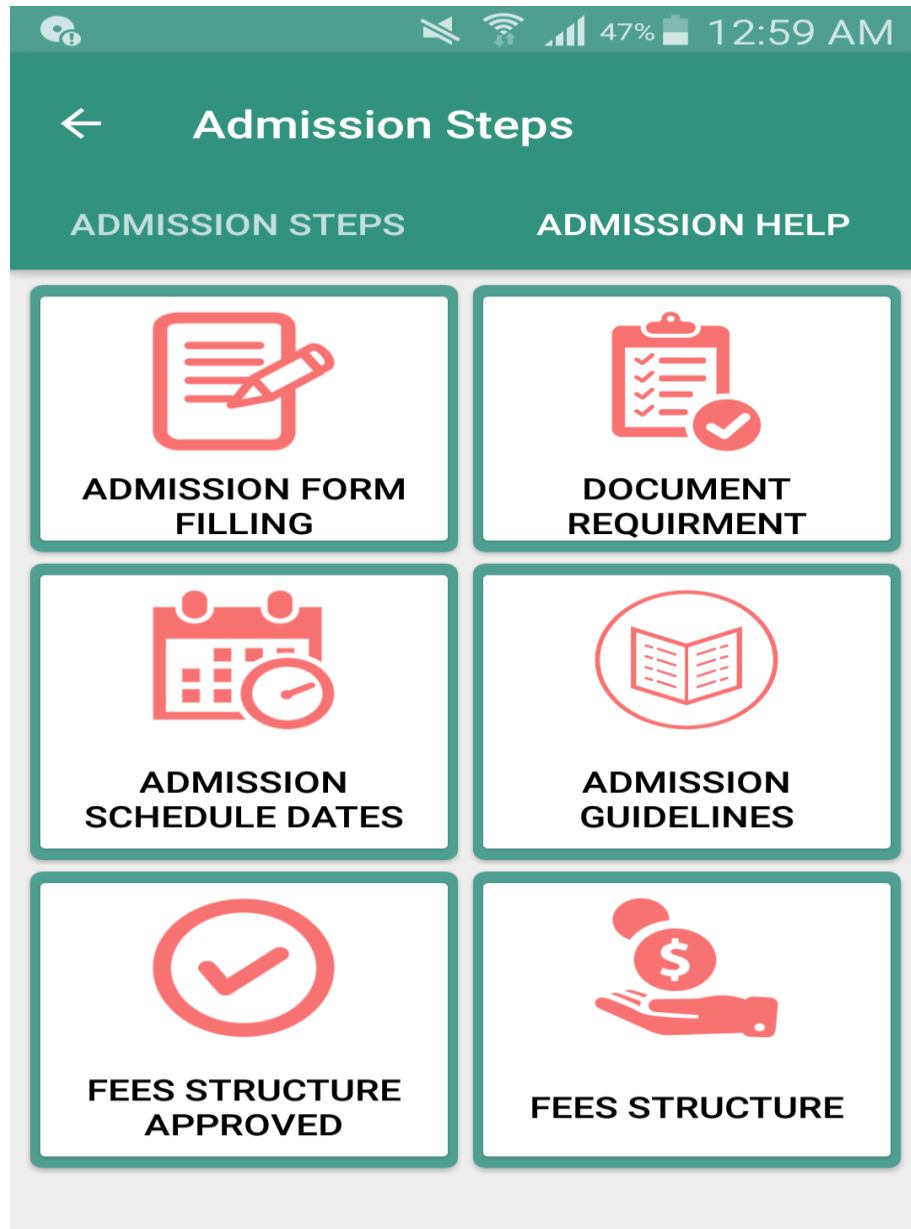 47% 12:59 AM
Admission Steps
ADMISSION STEPS ADMISSION HELP
ADMISSION FORM
FILLING
DOCUMENT
REQUIRMENT
ADMISSION
SCHEDULE DATES
ADMISSION
GUIDELINES
FEES STRUCTURE
APPROVED
$
FEES STRUCTURE